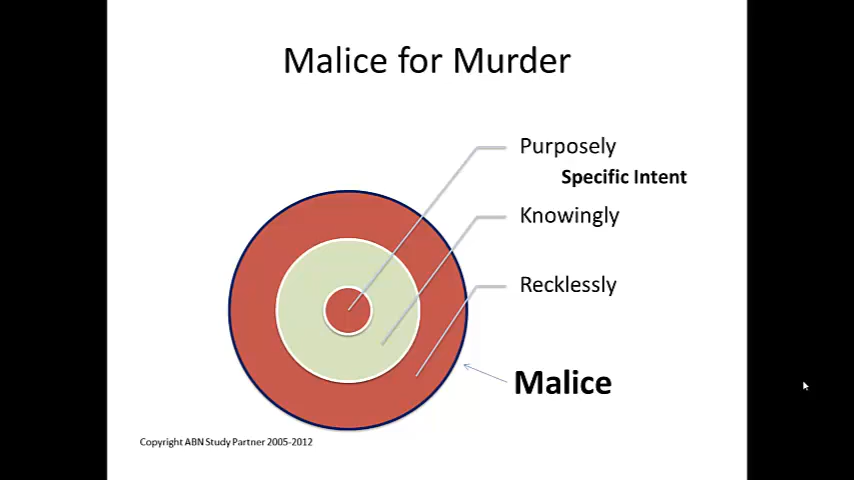 Malice for Murder
Purposely
Specific Intent
Knowingly
Recklessly
Malice
Copyright ABN Study Partner 2005-2012